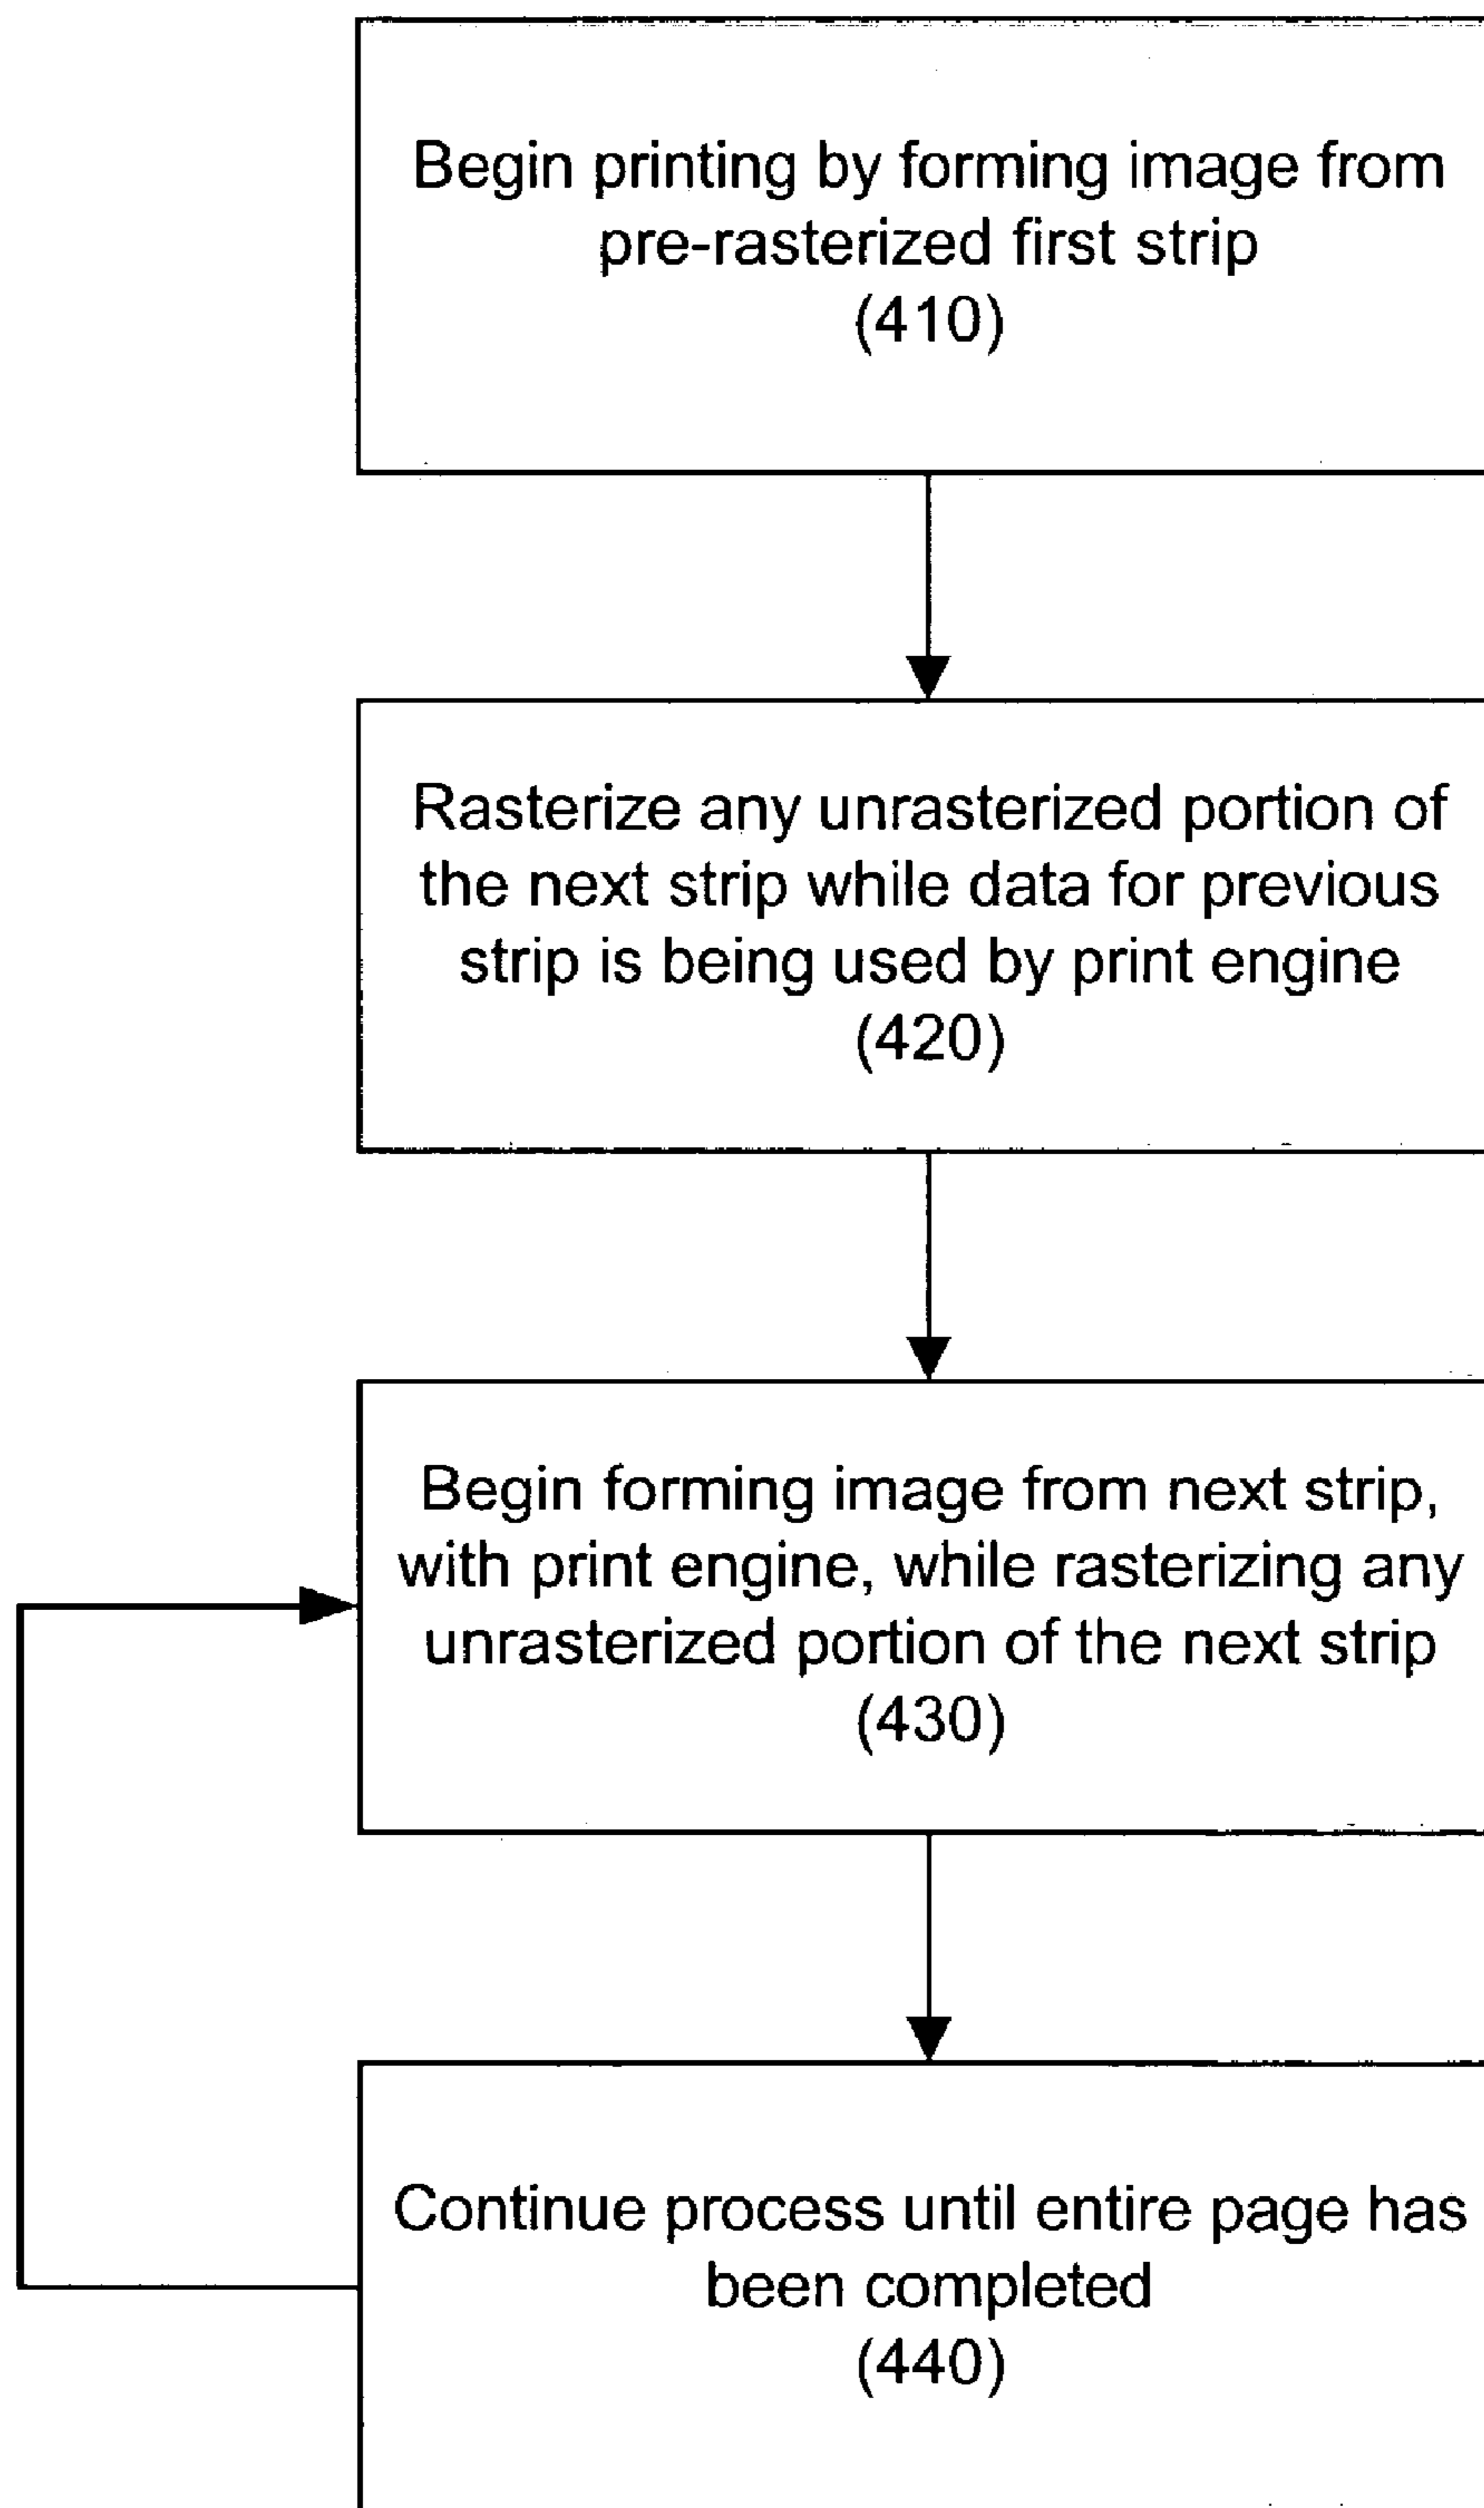 Begin printing by forming image from
pre-rasterized first strip
(410)
Rasterize any unrasterized portion of
the next strip while data for previous
strip is being used by print engine
(420)
Begin forming image from next strip,
with print engine, while rasterizing any
unrasterized portion of the next strip
(430)
Continue process until entire page has
been completed
(440)